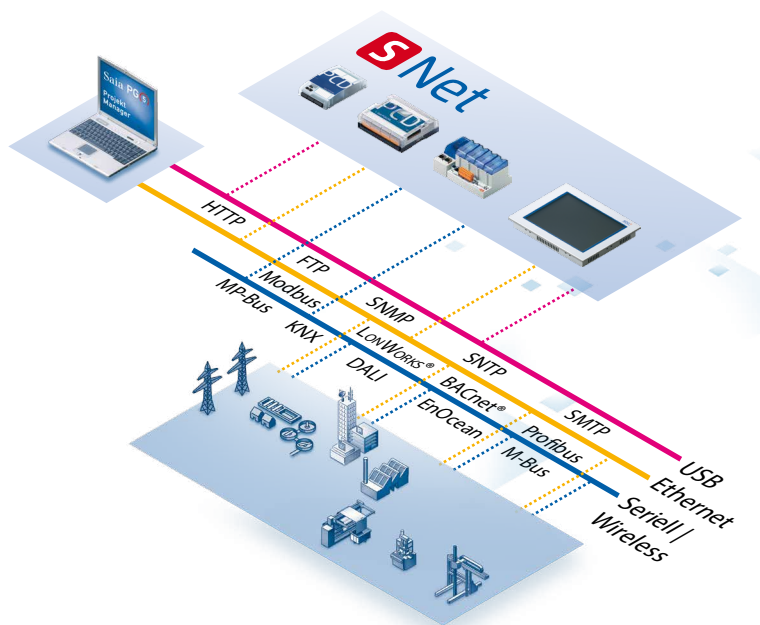 s Net
Saia PG5
Projekt
Manager
PCD
PCD
HTTP
FTP
SNMP
SNTP
SMTP
Modbus
LONWORKS®
BACnet®
Profibus
MP-Bus
KNX
DALI
EnOcean
M-Bus
USB
Ethernet
Seriell |
Wireless